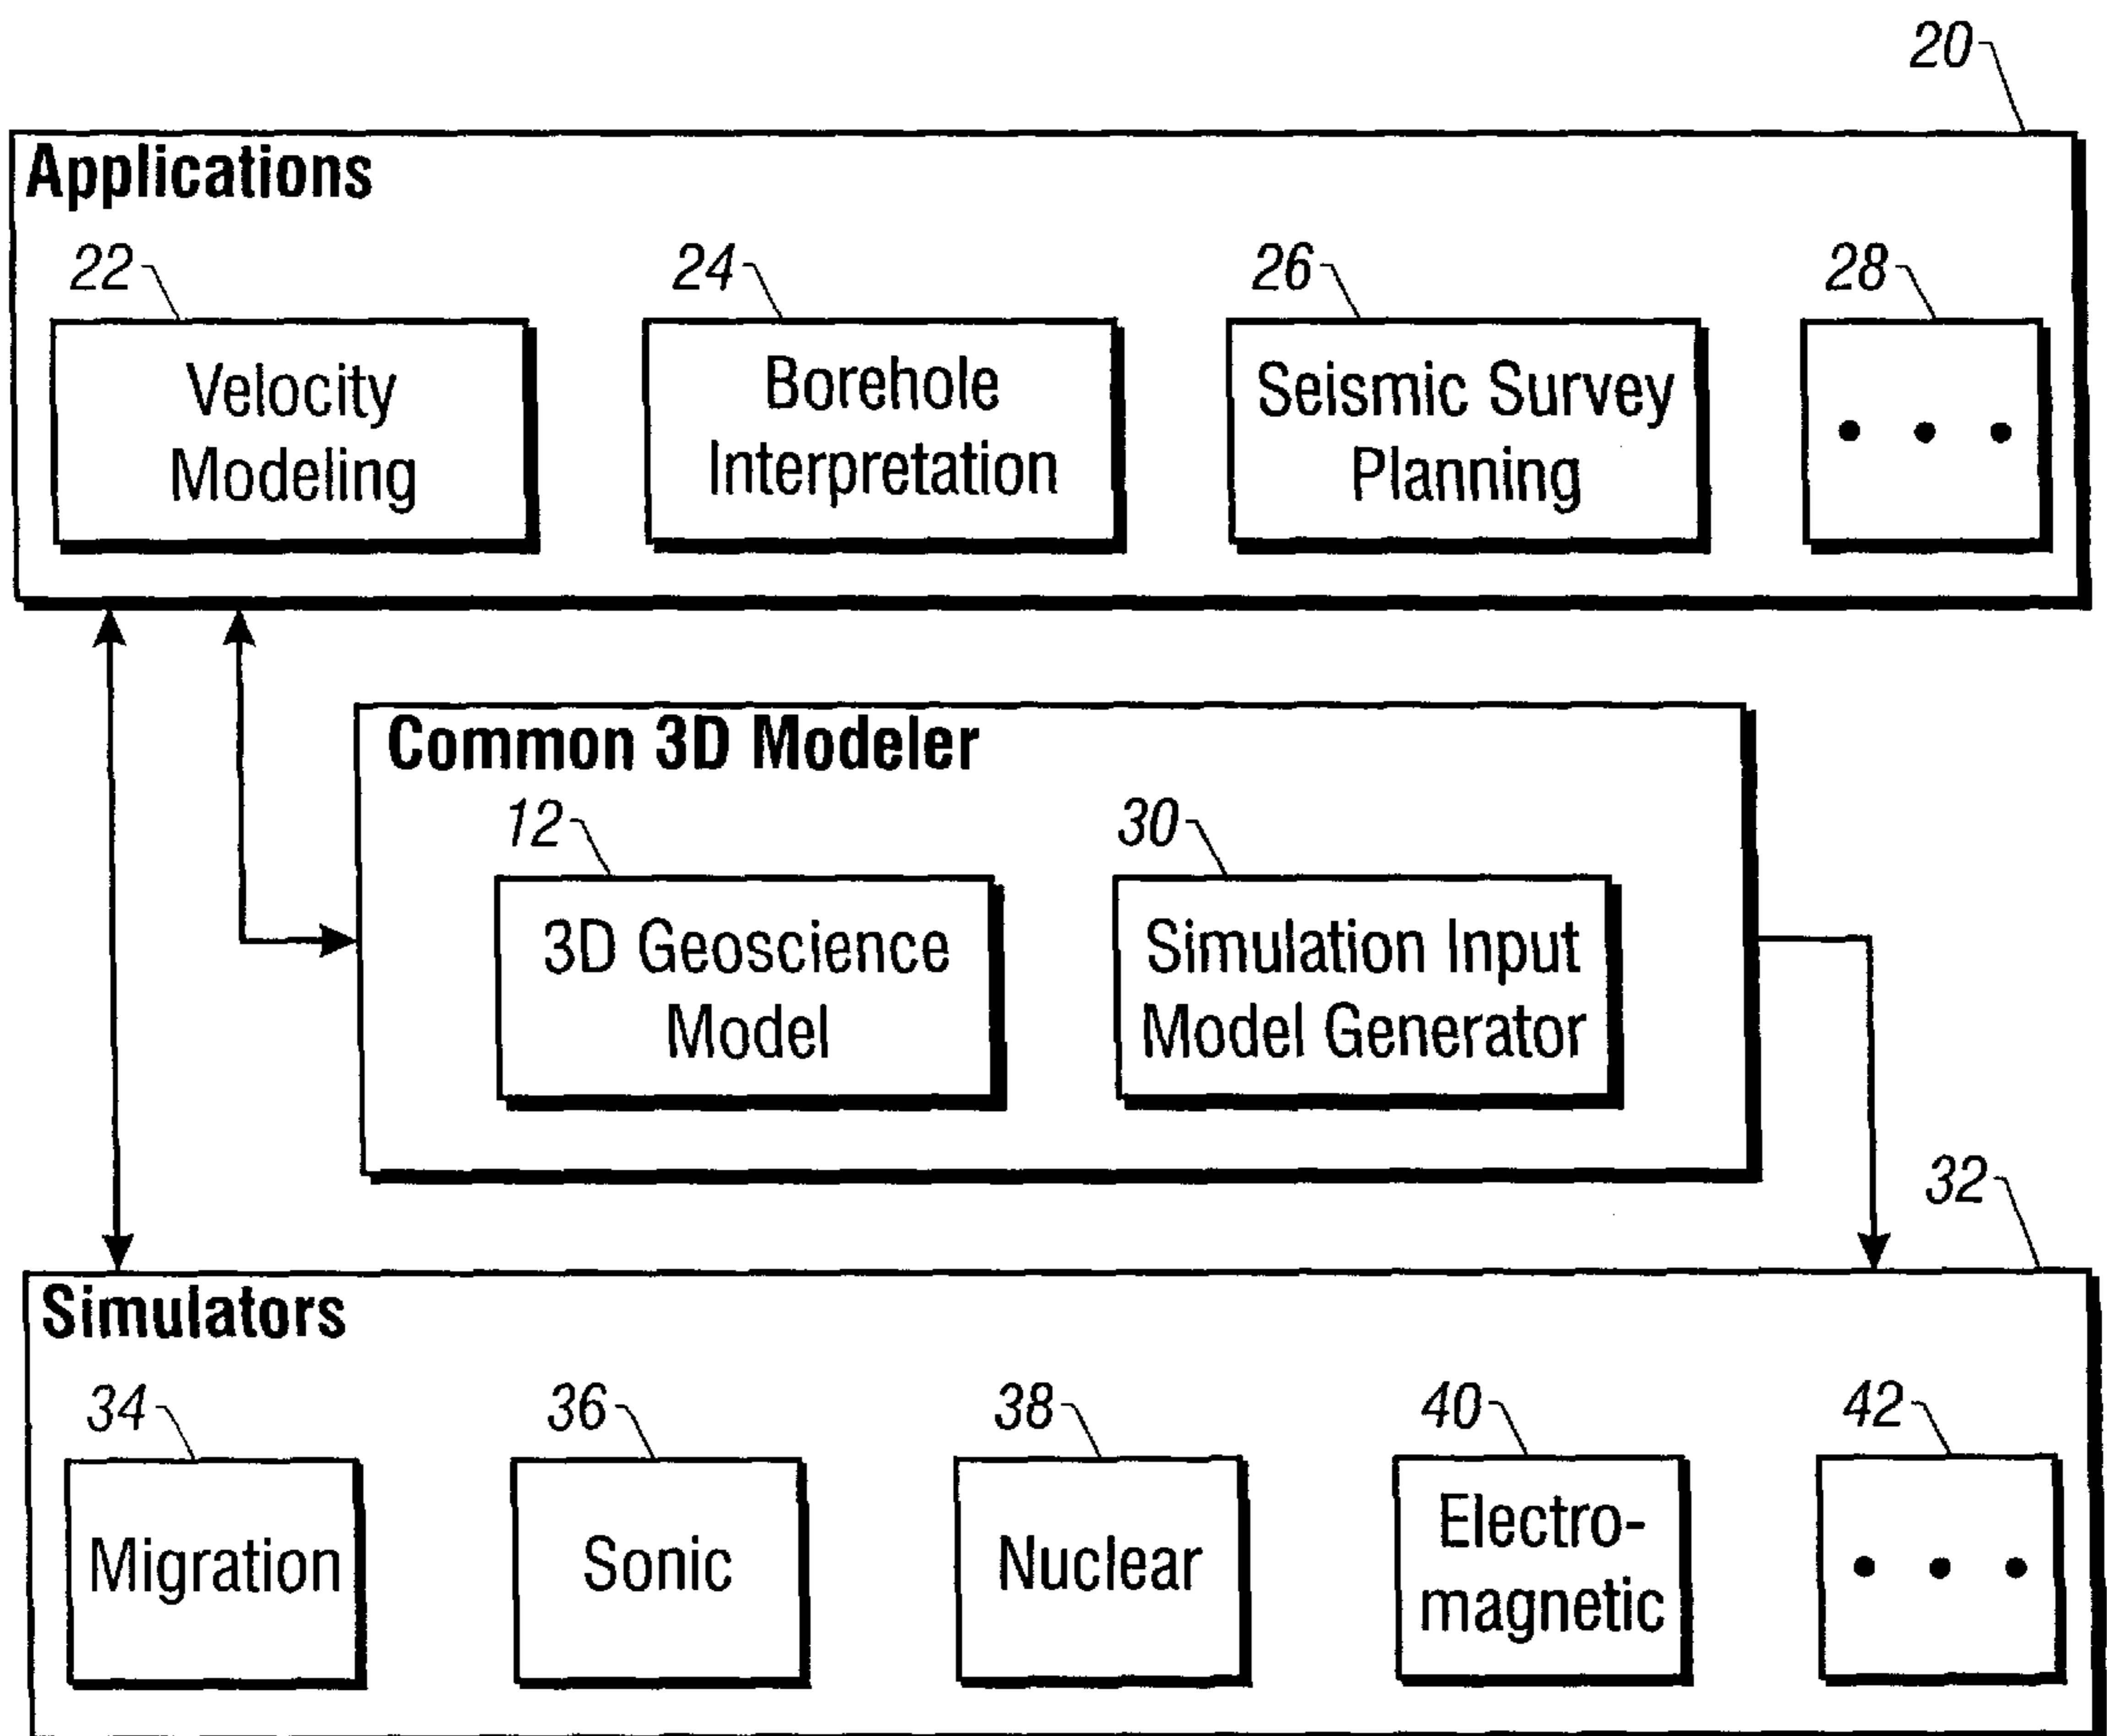 20
Applications
22
24
26
28
Velocity
Modeling
Borehole
Interpretation
Seismic Survey
Planning
• • •
Common 3D Modeler
12
30
3D Geoscience
Model
Simulation Input
Model Generator
32
Simulators
34
36
38
40
42
Migration
Sonic
Nuclear
Electro-
magnetic
• • •